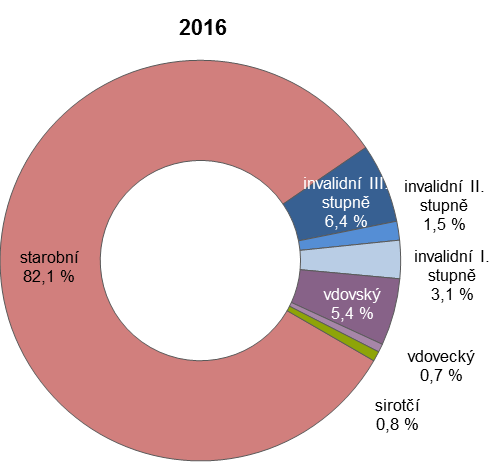 2016
invalidní III.
stupně
6,4 %
invalidní II.
stupně
1,5 %
invalidní I.
stupně
3,1 %
starobní
82,1 %
vdovský
5,4 %
vdovecký
0,7 %
sirotčí
0,8 %